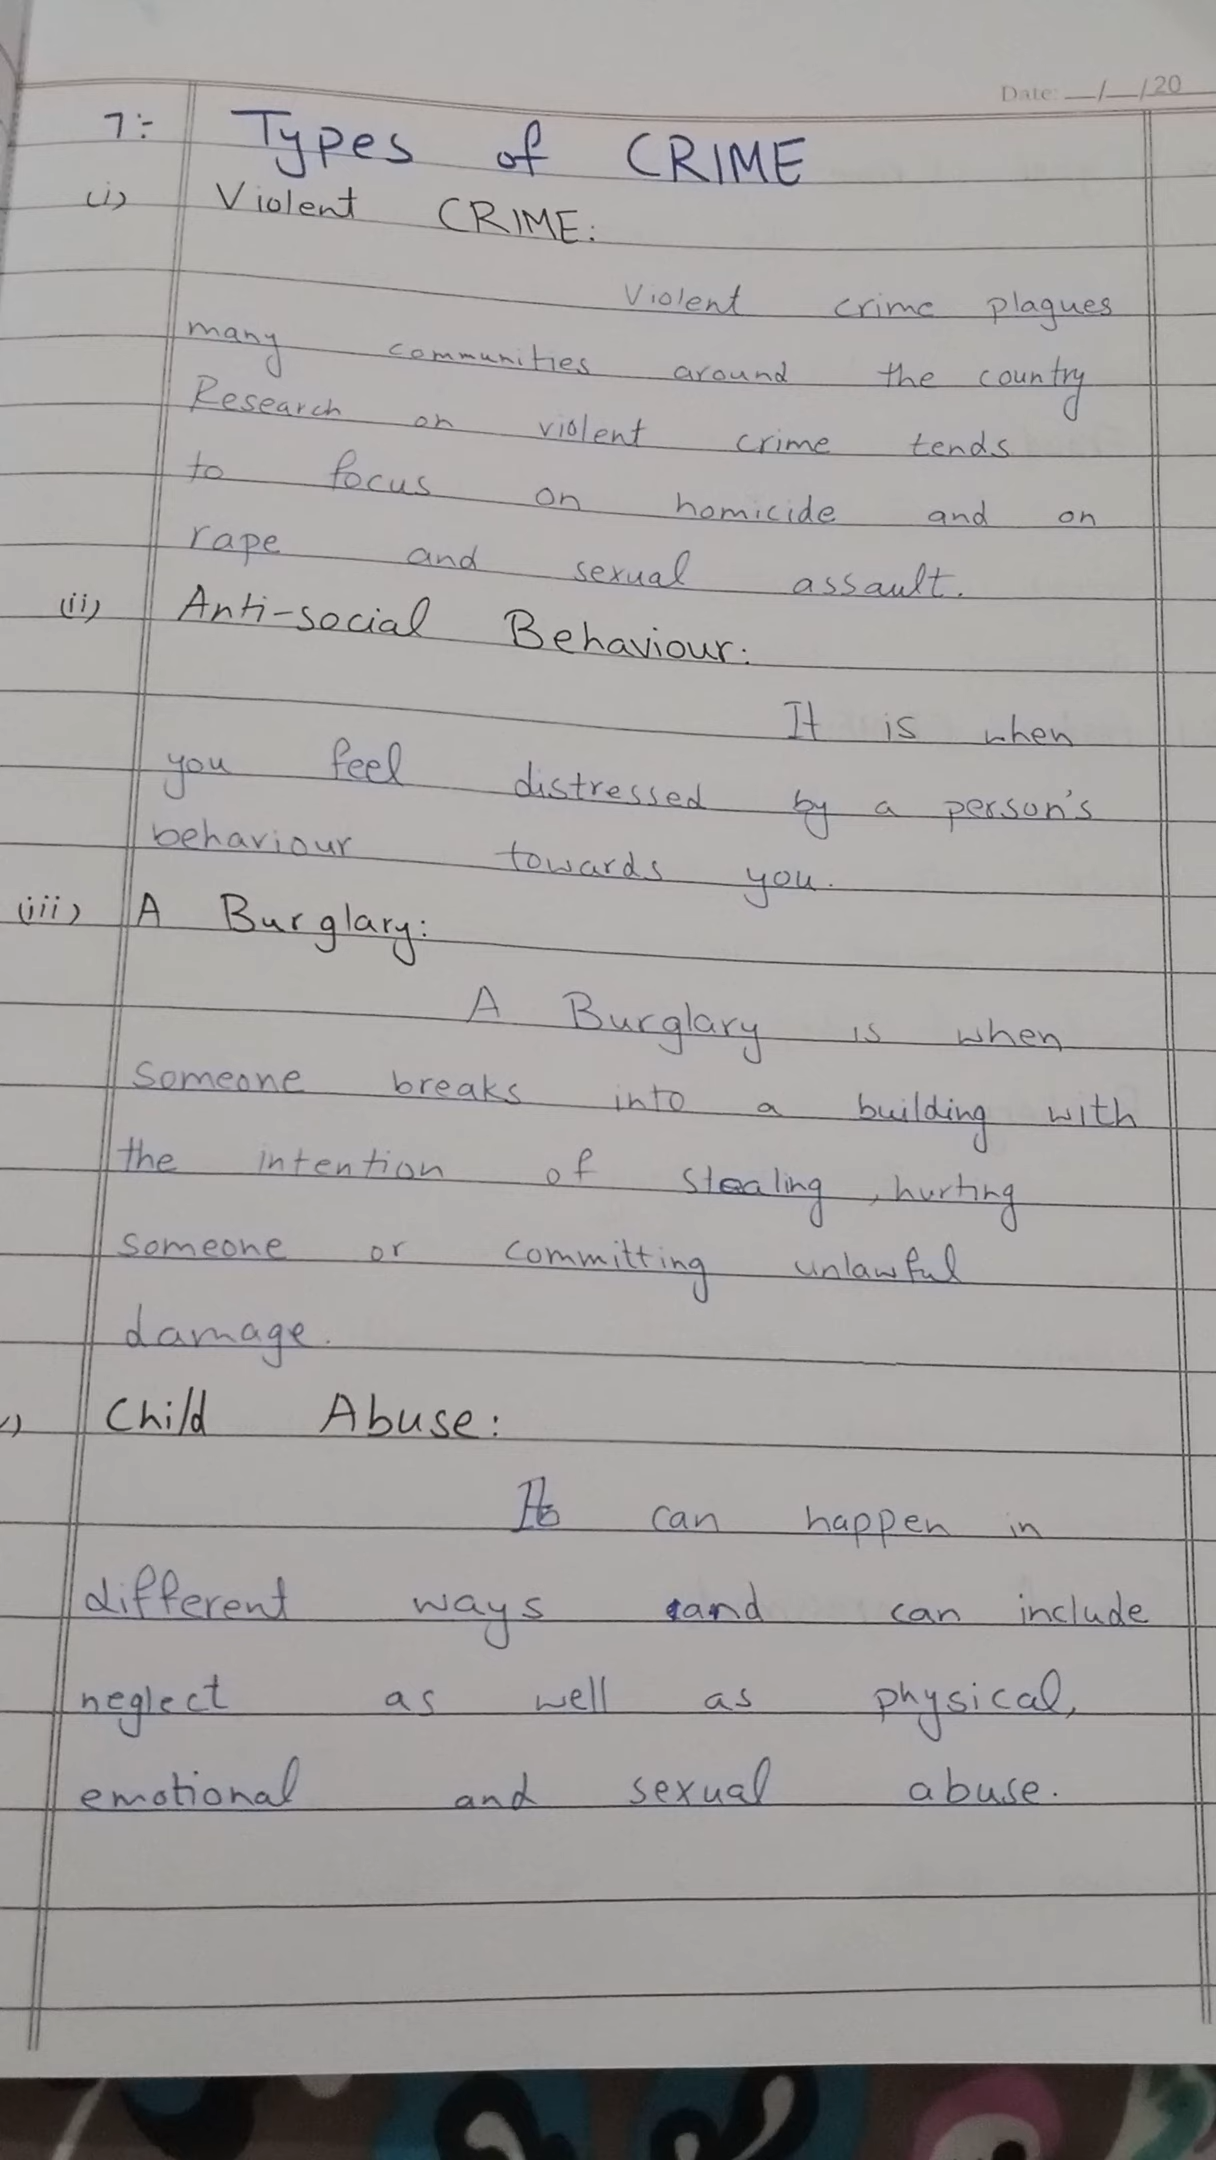 Date: __/__/20
7:- Types of CRIME
(i) Violent CRIME:
Violent crime plagues
many communities around the country
Research on violent crime tends
to focus on homicide and on
rape and sexual assault.
(ii) Anti-social Behaviour:
It is when
you feel distressed by a person's
behaviour towards you.
(iii) A Burglary:
A Burglary is when
someone breaks into a building with
the intention of stealing, hurting
someone or committing unlawful
damage.
Child Abuse:
It can happen in
different ways and can include
neglect as well as physical,
emotional and sexual abuse.